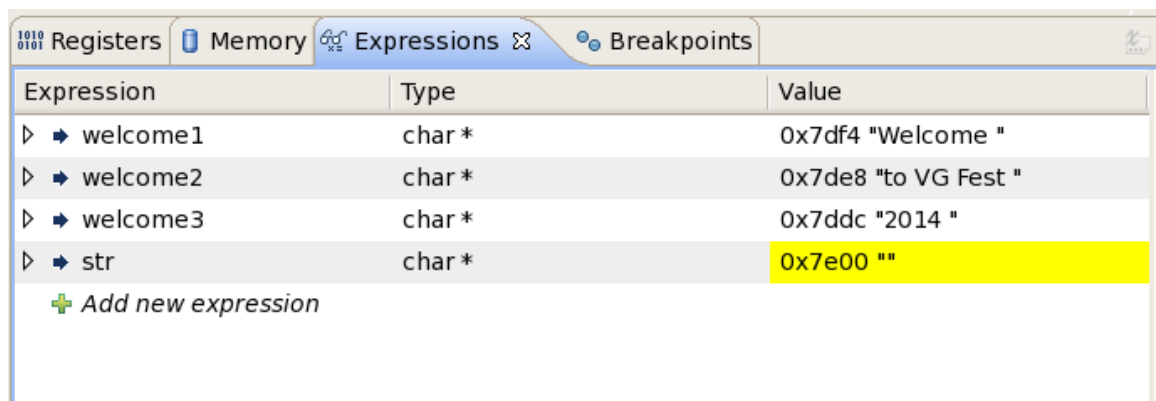 Registers Memory Expressions Breakpoints
Expression Type Value
welcome1 char * 0x7df4 "Welcome "
welcome2 char * 0x7de8 "to VG Fest "
welcome3 char * 0x7ddc "2014 "
str char * 0x7e00 ""
Add new expression